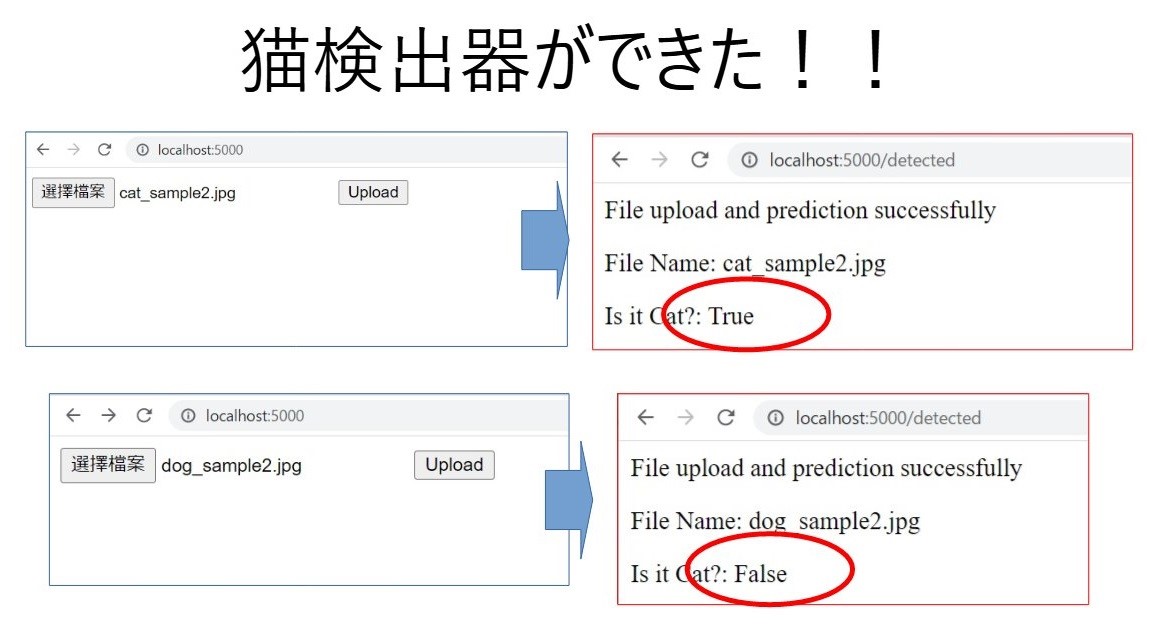 猫検出器ができた！！
localhost:5000
選擇檔案 cat_sample2.jpg Upload
localhost:5000/detected
File upload and prediction successfully
File Name: cat_sample2.jpg
Is it Cat?: True
localhost:5000
選擇檔案 dog_sample2.jpg Upload
localhost:5000/detected
File upload and prediction successfully
File Name: dog_sample2.jpg
Is it Cat?: False